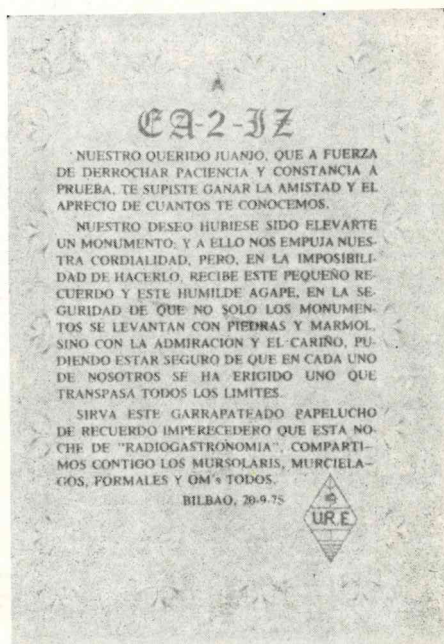 A
EA-2-IZ
NUESTRO QUERIDO JUANJO, QUE A FUERZA
DE DERROCHAR PACIENCIA Y CONSTANCIA A
PRUEBA, TE SUPISTE GANAR LA AMISTAD Y EL
APRECIO DE CUANTOS TE CONOCEMOS.
NUESTRO DESEO HUBIESE SIDO ELEVARTE
UN MONUMENTO; Y A ELLO NOS EMPUJA NUES-
TRA CORDIALIDAD, PERO, EN LA IMPOSIBILI-
DAD DE HACERLO, RECIBE ESTE PEQUEÑO RE-
CUERDO Y ESTE HUMILDE AGAPE, EN LA SE-
GURIDAD DE QUE NO SOLO LOS MONUMEN-
TOS SE LEVANTAN CON PIEDRAS Y MARMOL,
SINO CON LA ADMIRACION Y EL CARIÑO, PU-
DIENDO ESTAR SEGURO DE QUE EN CADA UNO
DE NOSOTROS SE HA ERIGIDO UNO QUE
TRANSPASA TODOS LOS LIMITES.
SIRVA ESTE GARRAPATEADO PAPELUCHO
DE RECUERDO IMPERECEDERO QUE ESTA NO-
CHE DE "RADIOGASTRONOMIA", COMPARTI-
MOS CONTIGO LOS MURSOLARIS, MURCIELA-
GOS, FORMALES Y OM's TODOS.
BILBAO, 20-9-75
U.R.E.